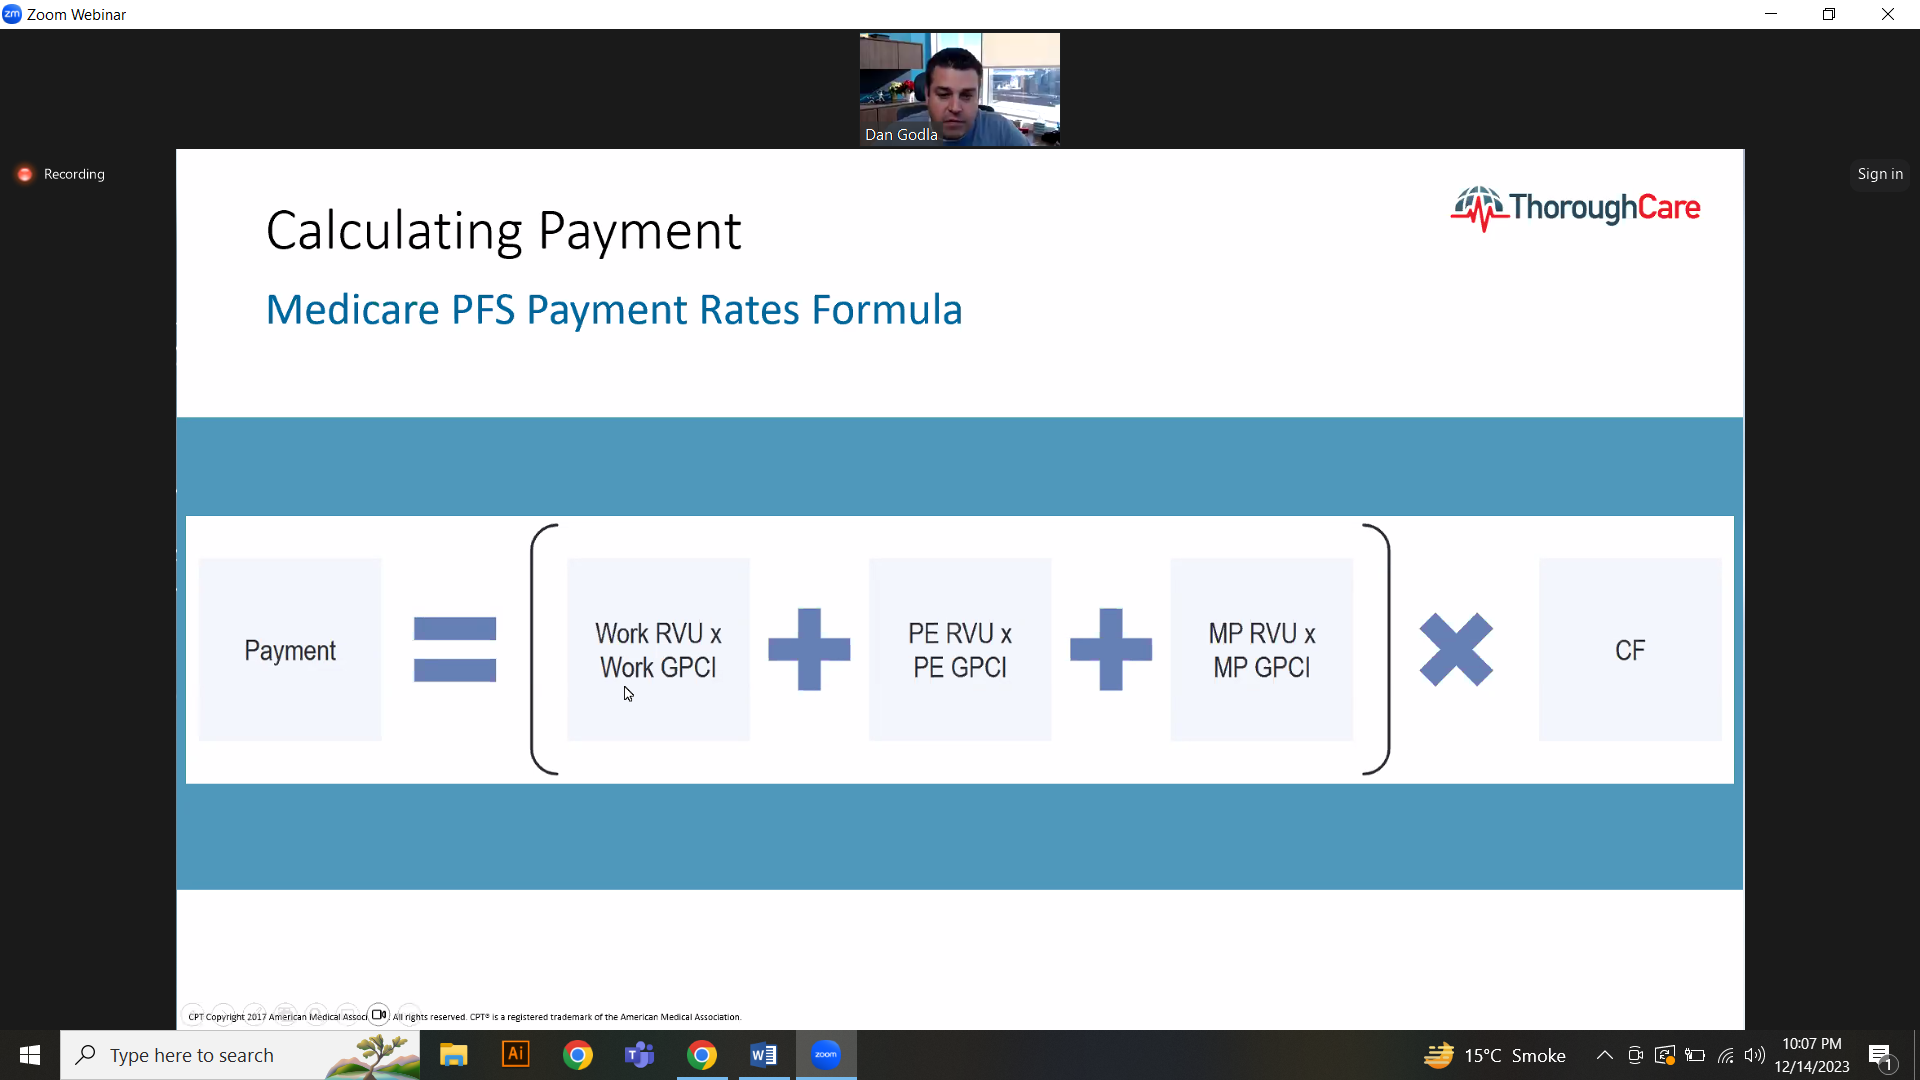 Zoom Webinar
Dan Godla
Recording
Sign in
ThoroughCare
Calculating Payment
Medicare PFS Payment Rates Formula
Payment
Work RVU x
Work GPCI
PE RVU x
PE GPCI
MP RVU x
MP GPCI
CF
CPT Copyright 2017 American Medical Associ All rights reserved. CPT® is a registered trademark of the American Medical Association.
Type here to search
Ai
zoom
15°C Smoke
10:07 PM
12/14/2023
1